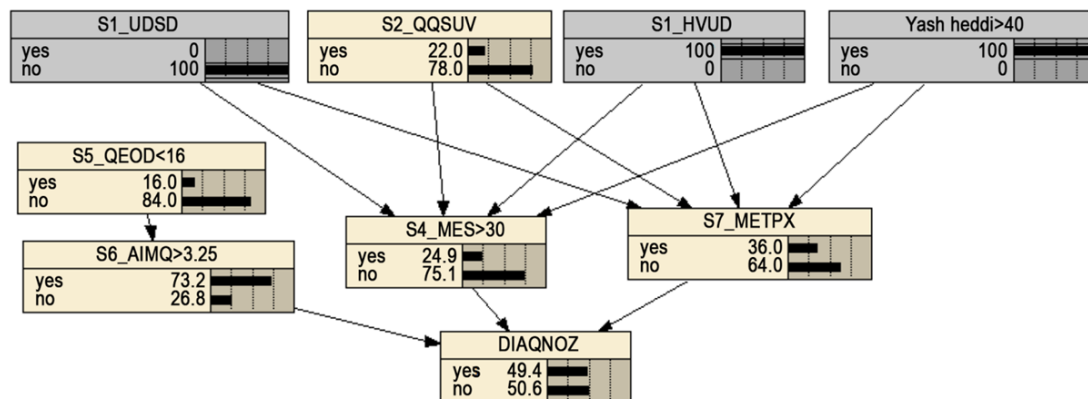 S1_UDSD
yes 0
no 100
S2_QQSUV
yes 22.0
no 78.0
S1_HVUD
yes 100
no 0
Yash heddi>40
yes 100
no 0
S5_QEOD<16
yes 16.0
no 84.0
S6_AIMQ>3.25
yes 73.2
no 26.8
S4_MES>30
yes 24.9
no 75.1
S7_METPX
yes 36.0
no 64.0
DIAQNOZ
yes 49.4
no 50.6